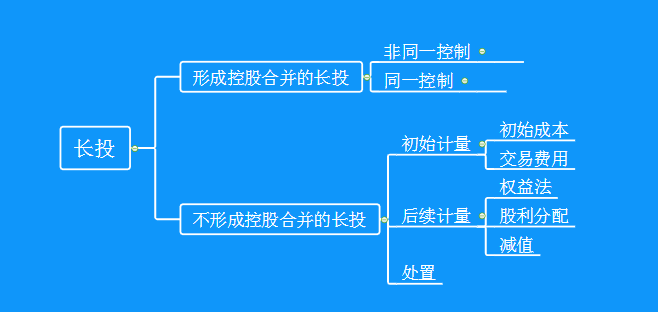 长投
形成控股合并的长投
非同一控制
同一控制
不形成控股合并的长投
初始计量
初始成本
交易费用
后续计量
权益法
股利分配
减值
处置